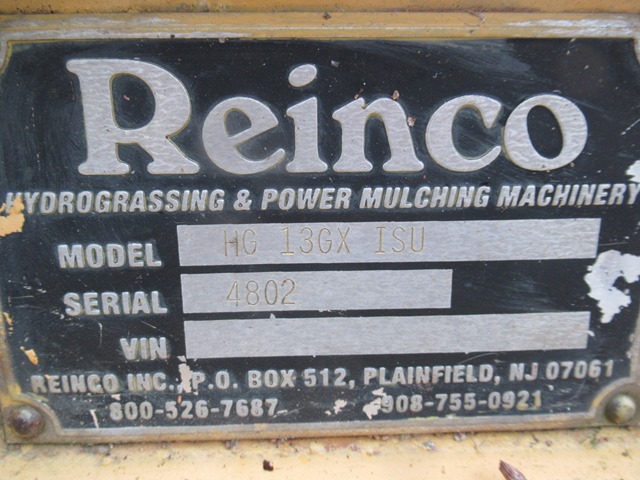 Reinco
HYDROGRASSING & POWER MULCHING MACHINERY
MODEL HG 13GX ISU
SERIAL 4802
VIN
REINCO INC., P.O. BOX 512, PLAINFIELD, NJ 07061
800-526-7687 908-755-0921